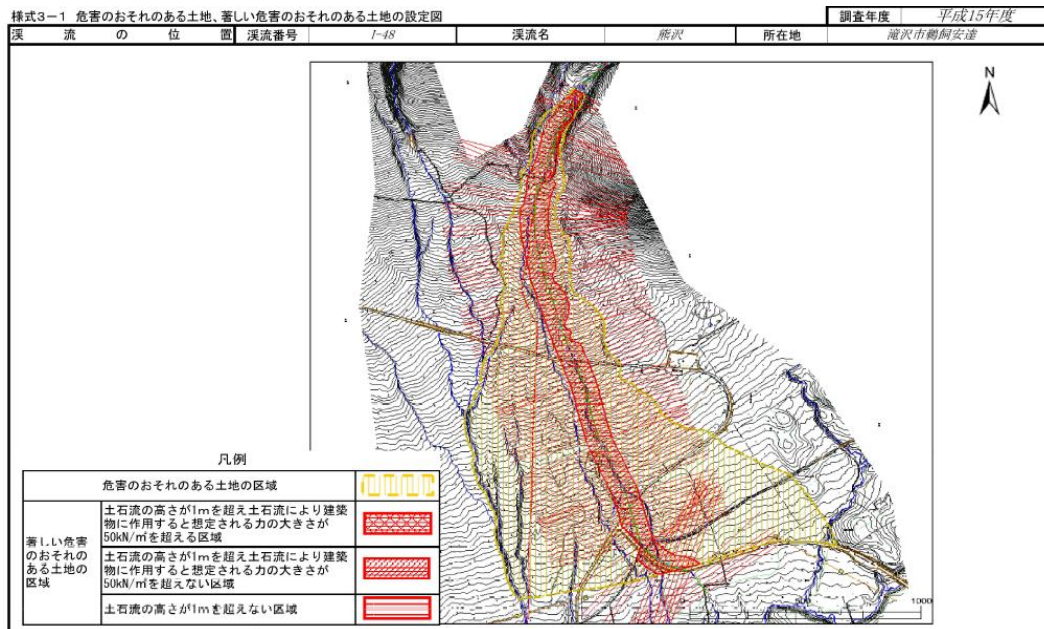 様式3-1 危害のおそれのある土地、著しい危害のおそれのある土地の設定図
調査年度 平成15年度
渓流の位置 渓流番号 I-48 渓流名 熊沢 所在地 滝沢市鵜飼安達
N
凡例
危害のおそれのある土地の区域
著しい危害のおそれのある土地の区域
土石流の高さが1mを超え土石流により建築
物に作用すると想定される力の大きさが
50kN/㎡を超える区域
土石流の高さが1mを超え土石流により建築
物に作用すると想定される力の大きさが
50kN/㎡を超えない区域
土石流の高さが1mを超えない区域
500 1000